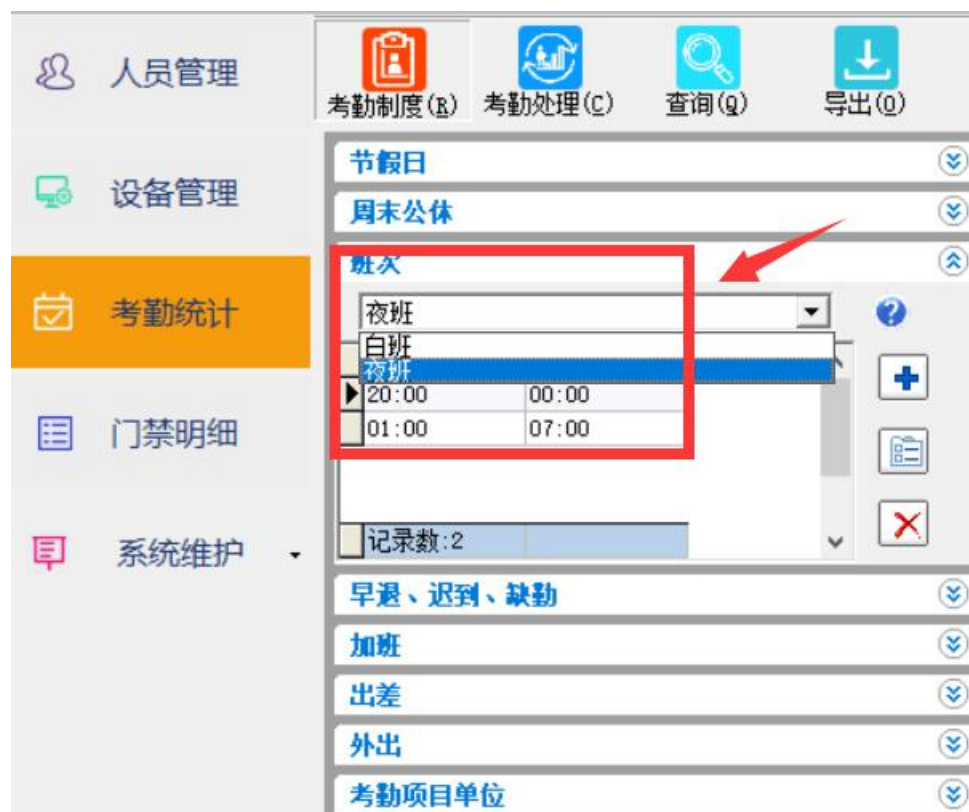 人员管理
考勤制度(R) 考勤处理(C) 查询(Q) 导出(O)
节假日
设备管理
周末公休
班次
考勤统计
夜班
白班
夜班
20:00 00:00
01:00 07:00
门禁明细
记录数:2
系统维护
早退、迟到、缺勤
加班
出差
外出
考勤项目单位